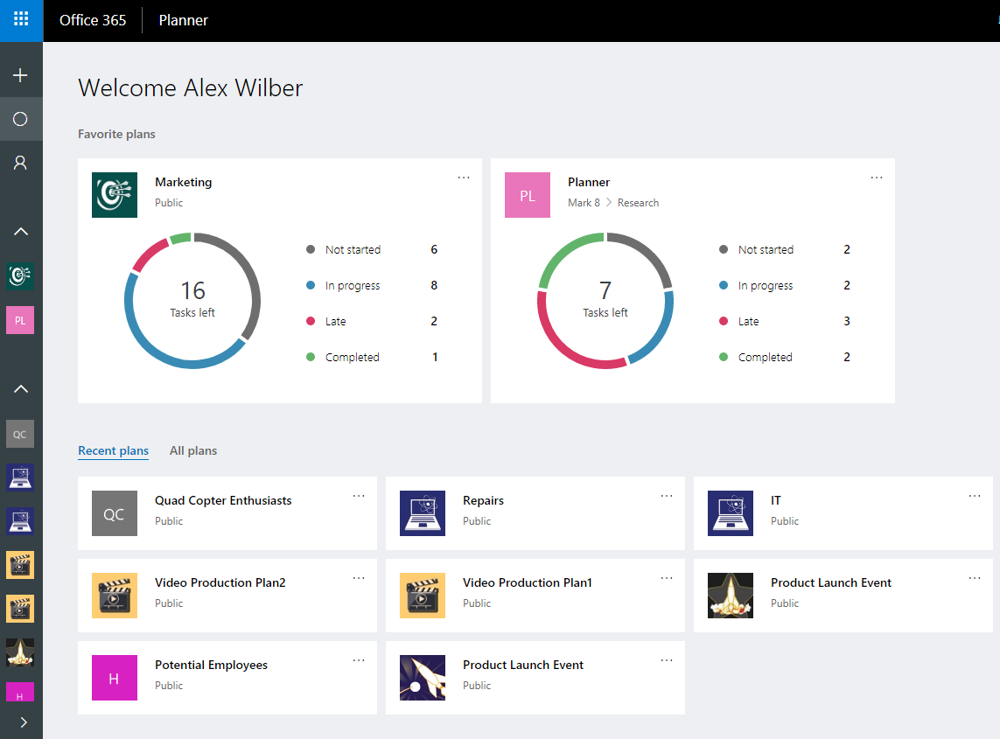 Office 365 Planner
Welcome Alex Wilber
Favorite plans
Marketing
Public
16
Tasks left
Not started 6
In progress 8
Late 2
Completed 1
PL
Planner
Mark 8 > Research
7
Tasks left
Not started 2
In progress 2
Late 3
Completed 2
PL
QC
H
Recent plans All plans
QC
Quad Copter Enthusiasts
Public
Repairs
Public
IT
Public
Video Production Plan2
Public
Video Production Plan1
Public
Product Launch Event
Public
H
Potential Employees
Public
Product Launch Event
Public